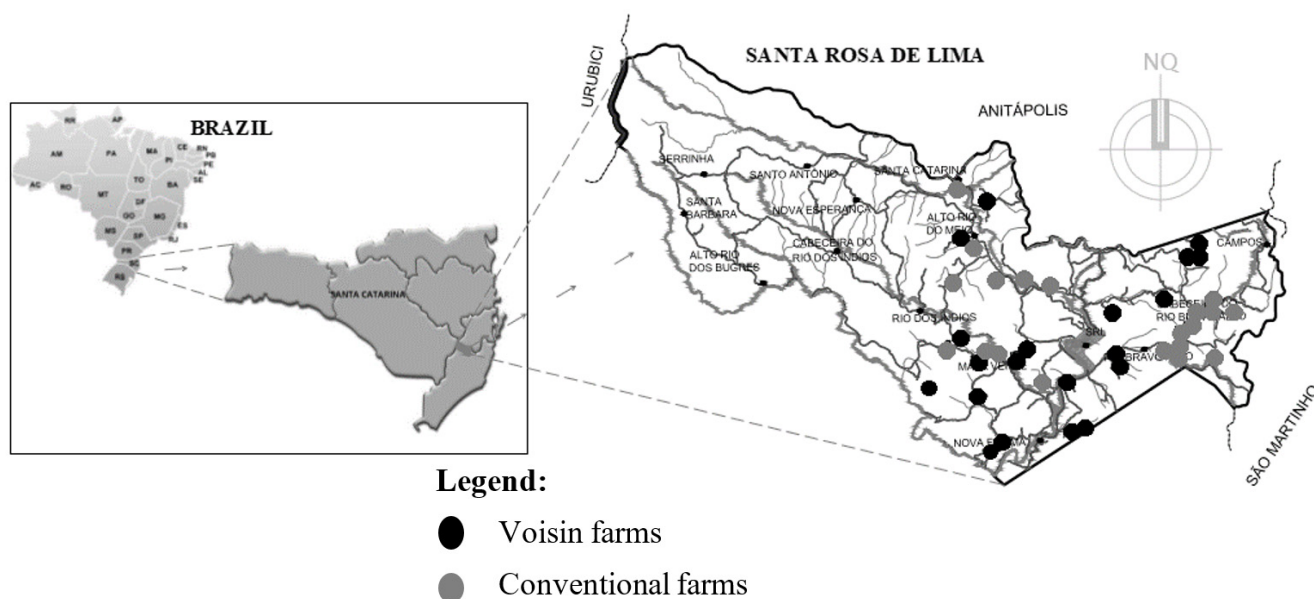 BRAZIL
RR
AP
AM
PA
MA
CE
RN
PB
PE
AL
SE
PI
AC
RO
TO
BA
MT
DF
GO
MG
ES
MS
SP
RJ
PR
SC
RS
SANTA CATARINA
SANTA ROSA DE LIMA
URUBICI
ANITÁPOLIS
NQ
SERRINHA
SANTO ANTÔNIO
SANTA CATARINA
SANTA
BARBARA
NOVA ESPERANÇA
ALTO RIO
DO MEIO
CAMPOS
ALTO RIO
DOS BUGRES
CABECEIRA DO
RIO DOS INDIOS
RIO DOS ÍNDIOS
SRL
SÃO MARTINHO
Legend:
Voisin farms
Conventional farms